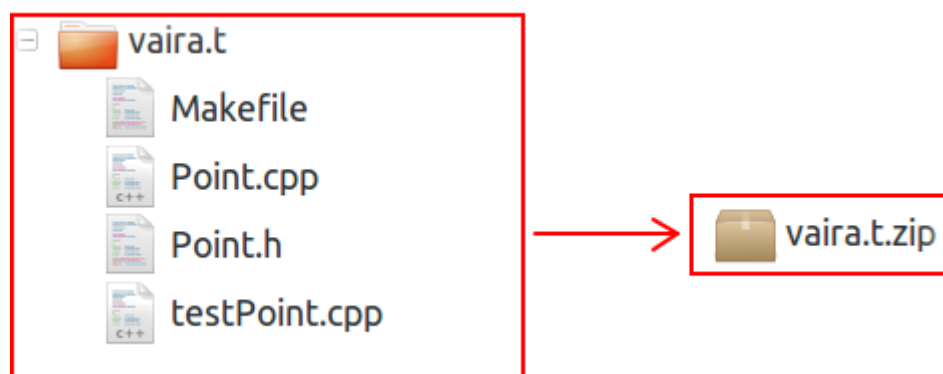 vaira.t
Makefile
Point.cpp
c++
Point.h
testPoint.cpp
c++
vaira.t.zip